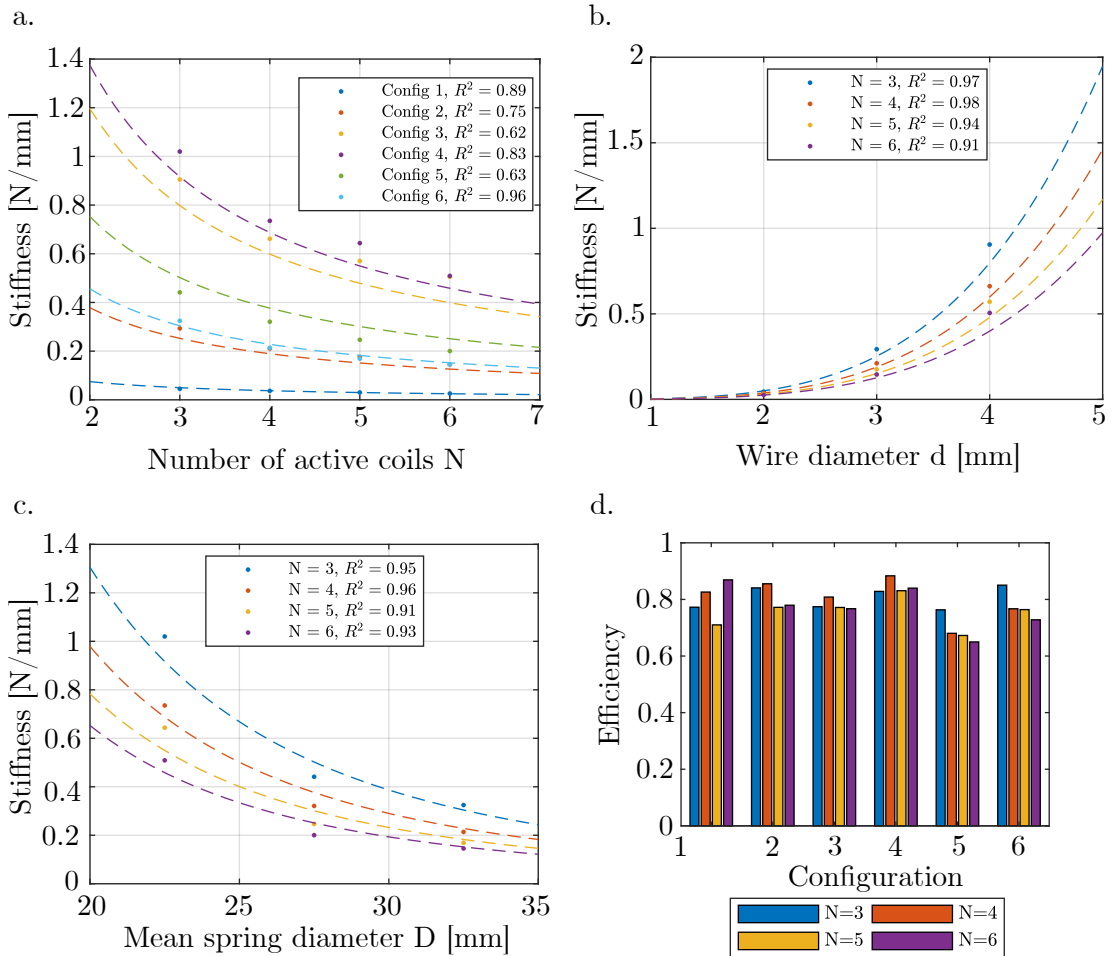 a.
Stiffness [N/mm]
1.4
1.2
1
0.8
0.6
0.4
0.2
0
2 3 4 5 6 7
Number of active coils N
Config 1, R² = 0.89
Config 2, R² = 0.75
Config 3, R² = 0.62
Config 4, R² = 0.83
Config 5, R² = 0.63
Config 6, R² = 0.96
b.
Stiffness [N/mm]
2
1.5
1
0.5
0
1 2 3 4 5
Wire diameter d [mm]
N = 3, R² = 0.97
N = 4, R² = 0.98
N = 5, R² = 0.94
N = 6, R² = 0.91
c.
Stiffness [N/mm]
1.4
1.2
1
0.8
0.6
0.4
0.2
0
20 25 30 35
Mean spring diameter D [mm]
N = 3, R² = 0.95
N = 4, R² = 0.96
N = 5, R² = 0.91
N = 6, R² = 0.93
d.
Efficiency
1
0.8
0.6
0.4
0.2
0
1 2 3 4 5 6
Configuration
N=3 N=4
N=5 N=6